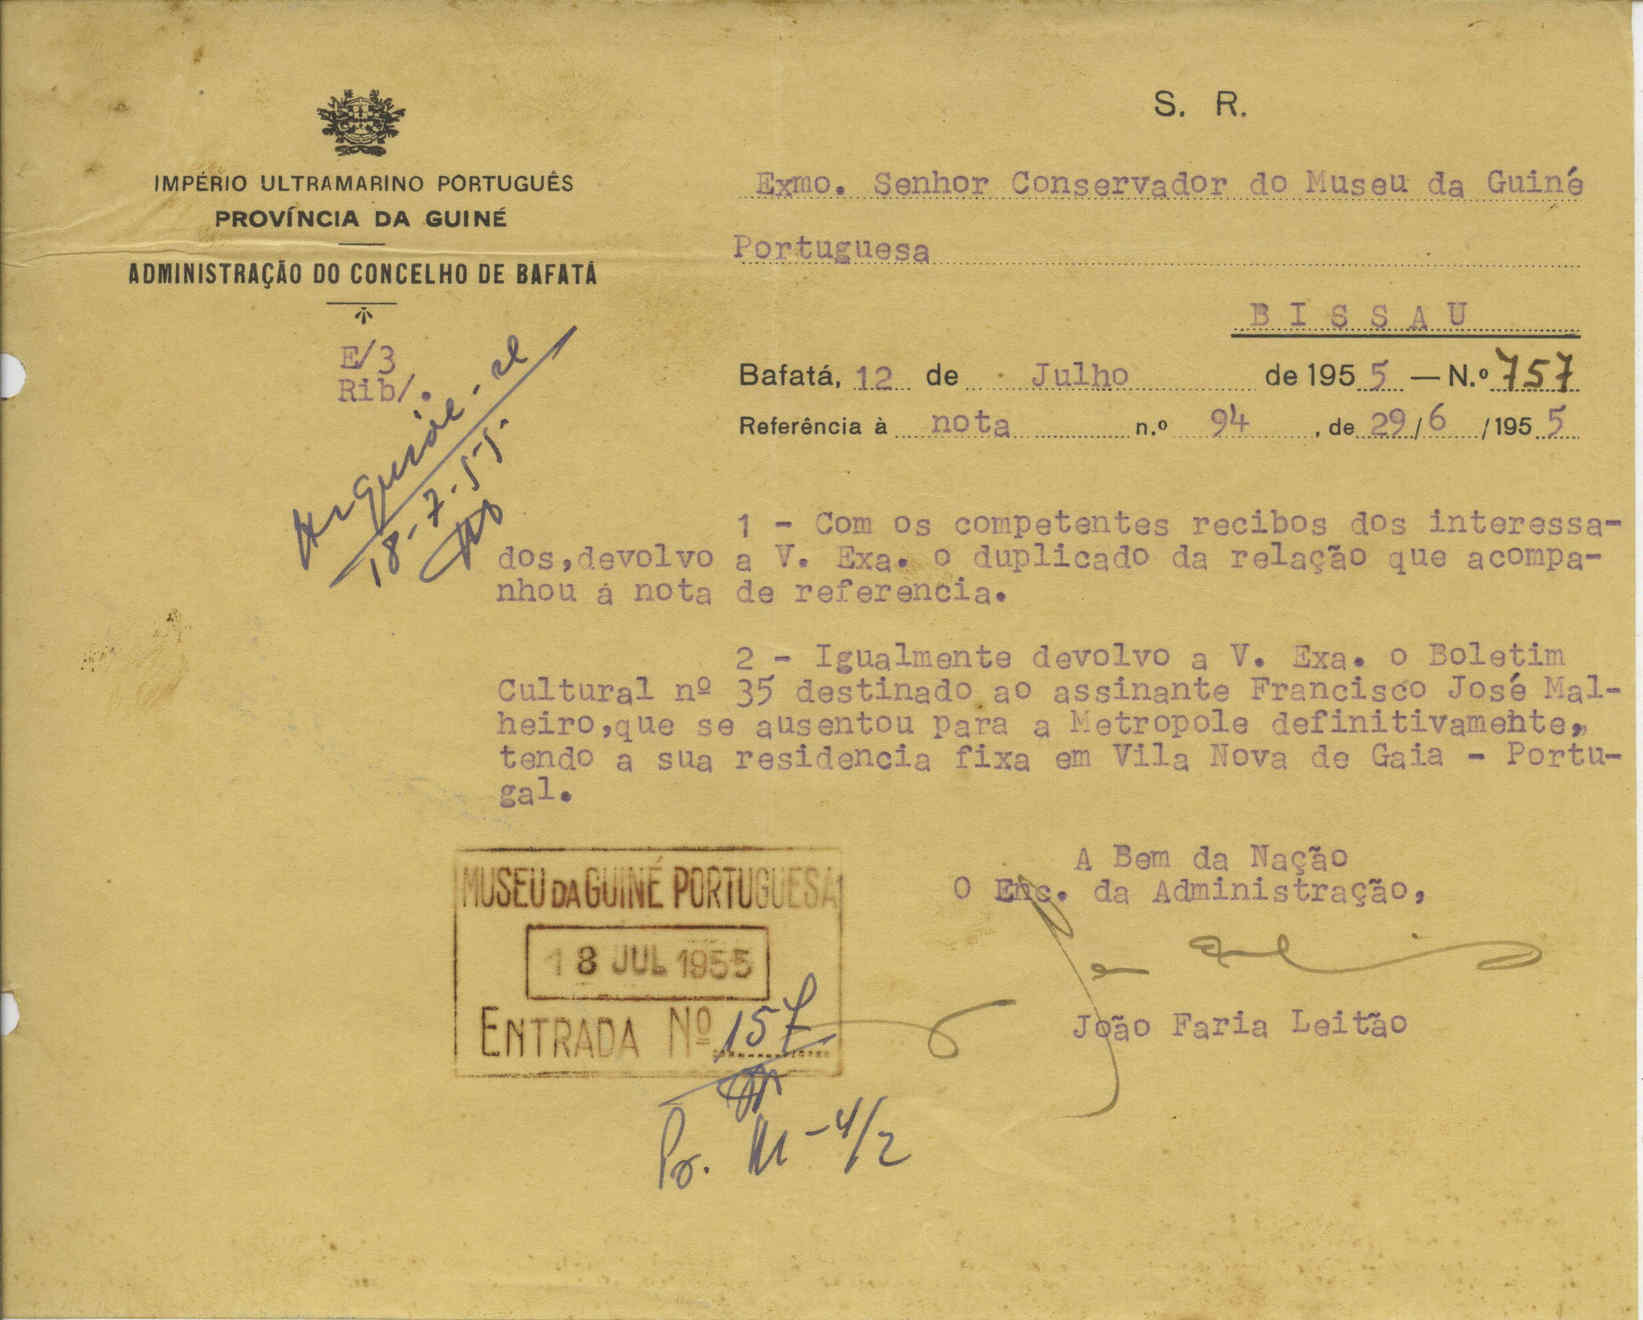 S. R.
IMPÉRIO ULTRAMARINO PORTUGUÊS
PROVÍNCIA DA GUINÉ
ADMINISTRAÇÃO DO CONCELHO DE BAFATÁ
E/3
Rib/.
Exmo. Senhor Conservador do Museu da Guiné
Portuguesa
BISSAU
Bafatá, 12 de Julho de 1955 — N.º 757
Referência à nota n.º 94, de 29/6/1955
Arquive-se
18-7-55
1 - Com os competentes recibos dos interessa-
dos,devolvo a V. Exa. o duplicado da relação que acompa-
nhou á nota de referencia.
2 - Igualmente devolvo a V. Exa. o Boletim
Cultural nº 35 destinado ao assinante Francisco José Mal-
heiro,que se ausentou para a Metropole definitivamehte,
tendo a sua residencia fixa em Vila Nova de Gaia - Portu-
gal.
A Bem da Nação
O Enc. da Administração,
João Faria Leitão
MUSEU DA GUINÉ PORTUGUESA
18 JUL 1955
ENTRADA Nº 157
Pº. M-4/2